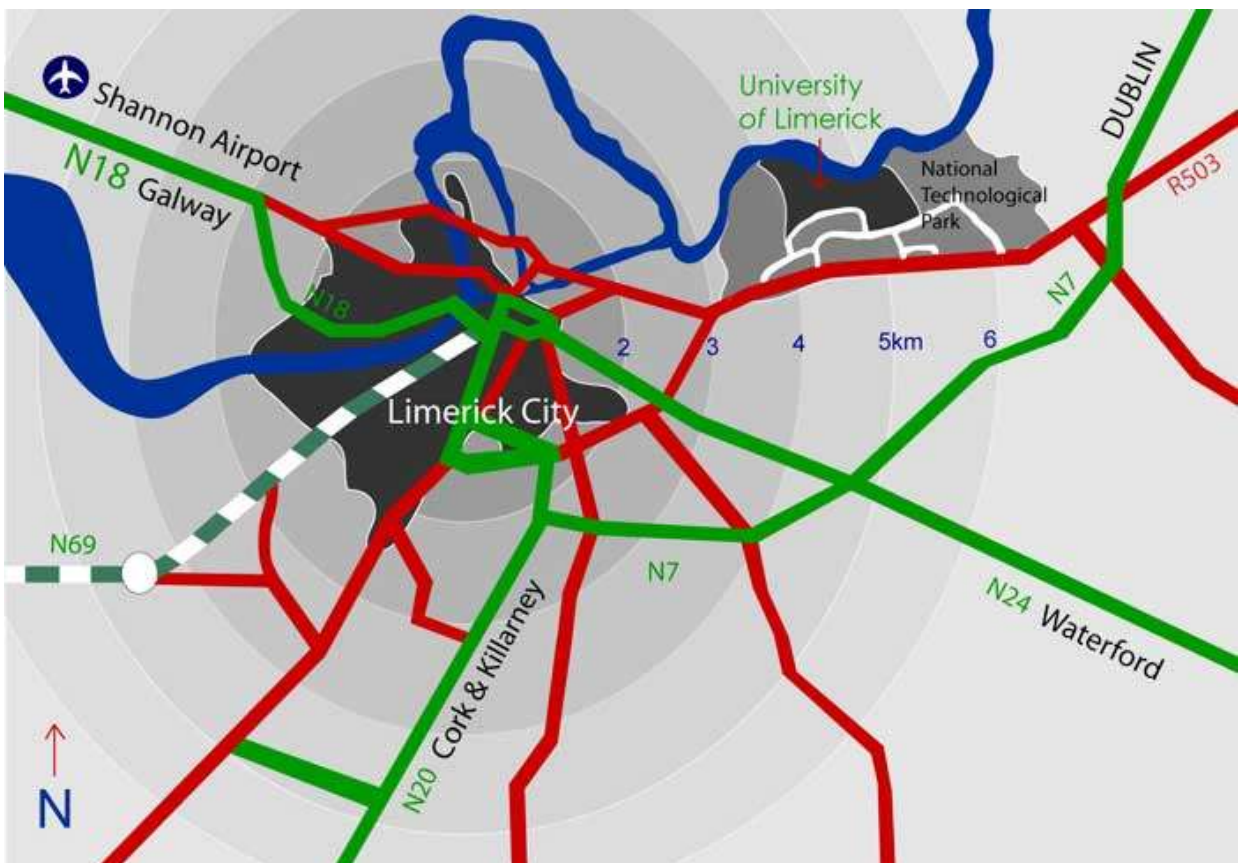 Shannon Airport
N18 Galway
University
of Limerick
National
Technological
Park
DUBLIN
R503
N18
N7
2
3
4
5km
6
Limerick City
N69
N7
N24 Waterford
N20 Cork & Killarney
N